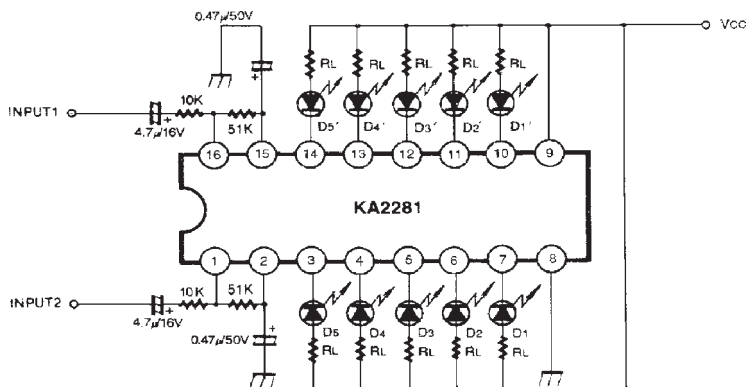 0.47μ/50V
VCC
RL RL RL RL RL
10K
INPUT1
4.7μ/16V
51K
D5′ D4′ D3′ D2′ D1′
16 15 14 13 12 11 10 9
KA2281
1 2 3 4 5 6 7 8
10K 51K
INPUT2
4.7μ/16V
0.47μ/50V
D5 D4 D3 D2 D1
RL RL RL RL RL